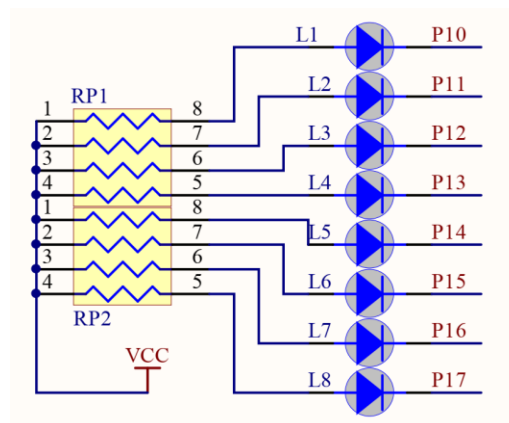 L1 P10
RP1 L2 P11
1 8
2 7 L3 P12
3 6
4 5 L4 P13
1 8
L5 P14
2 7
3 6
4 5 L6 P15
RP2
L7 P16
VCC
L8 P17